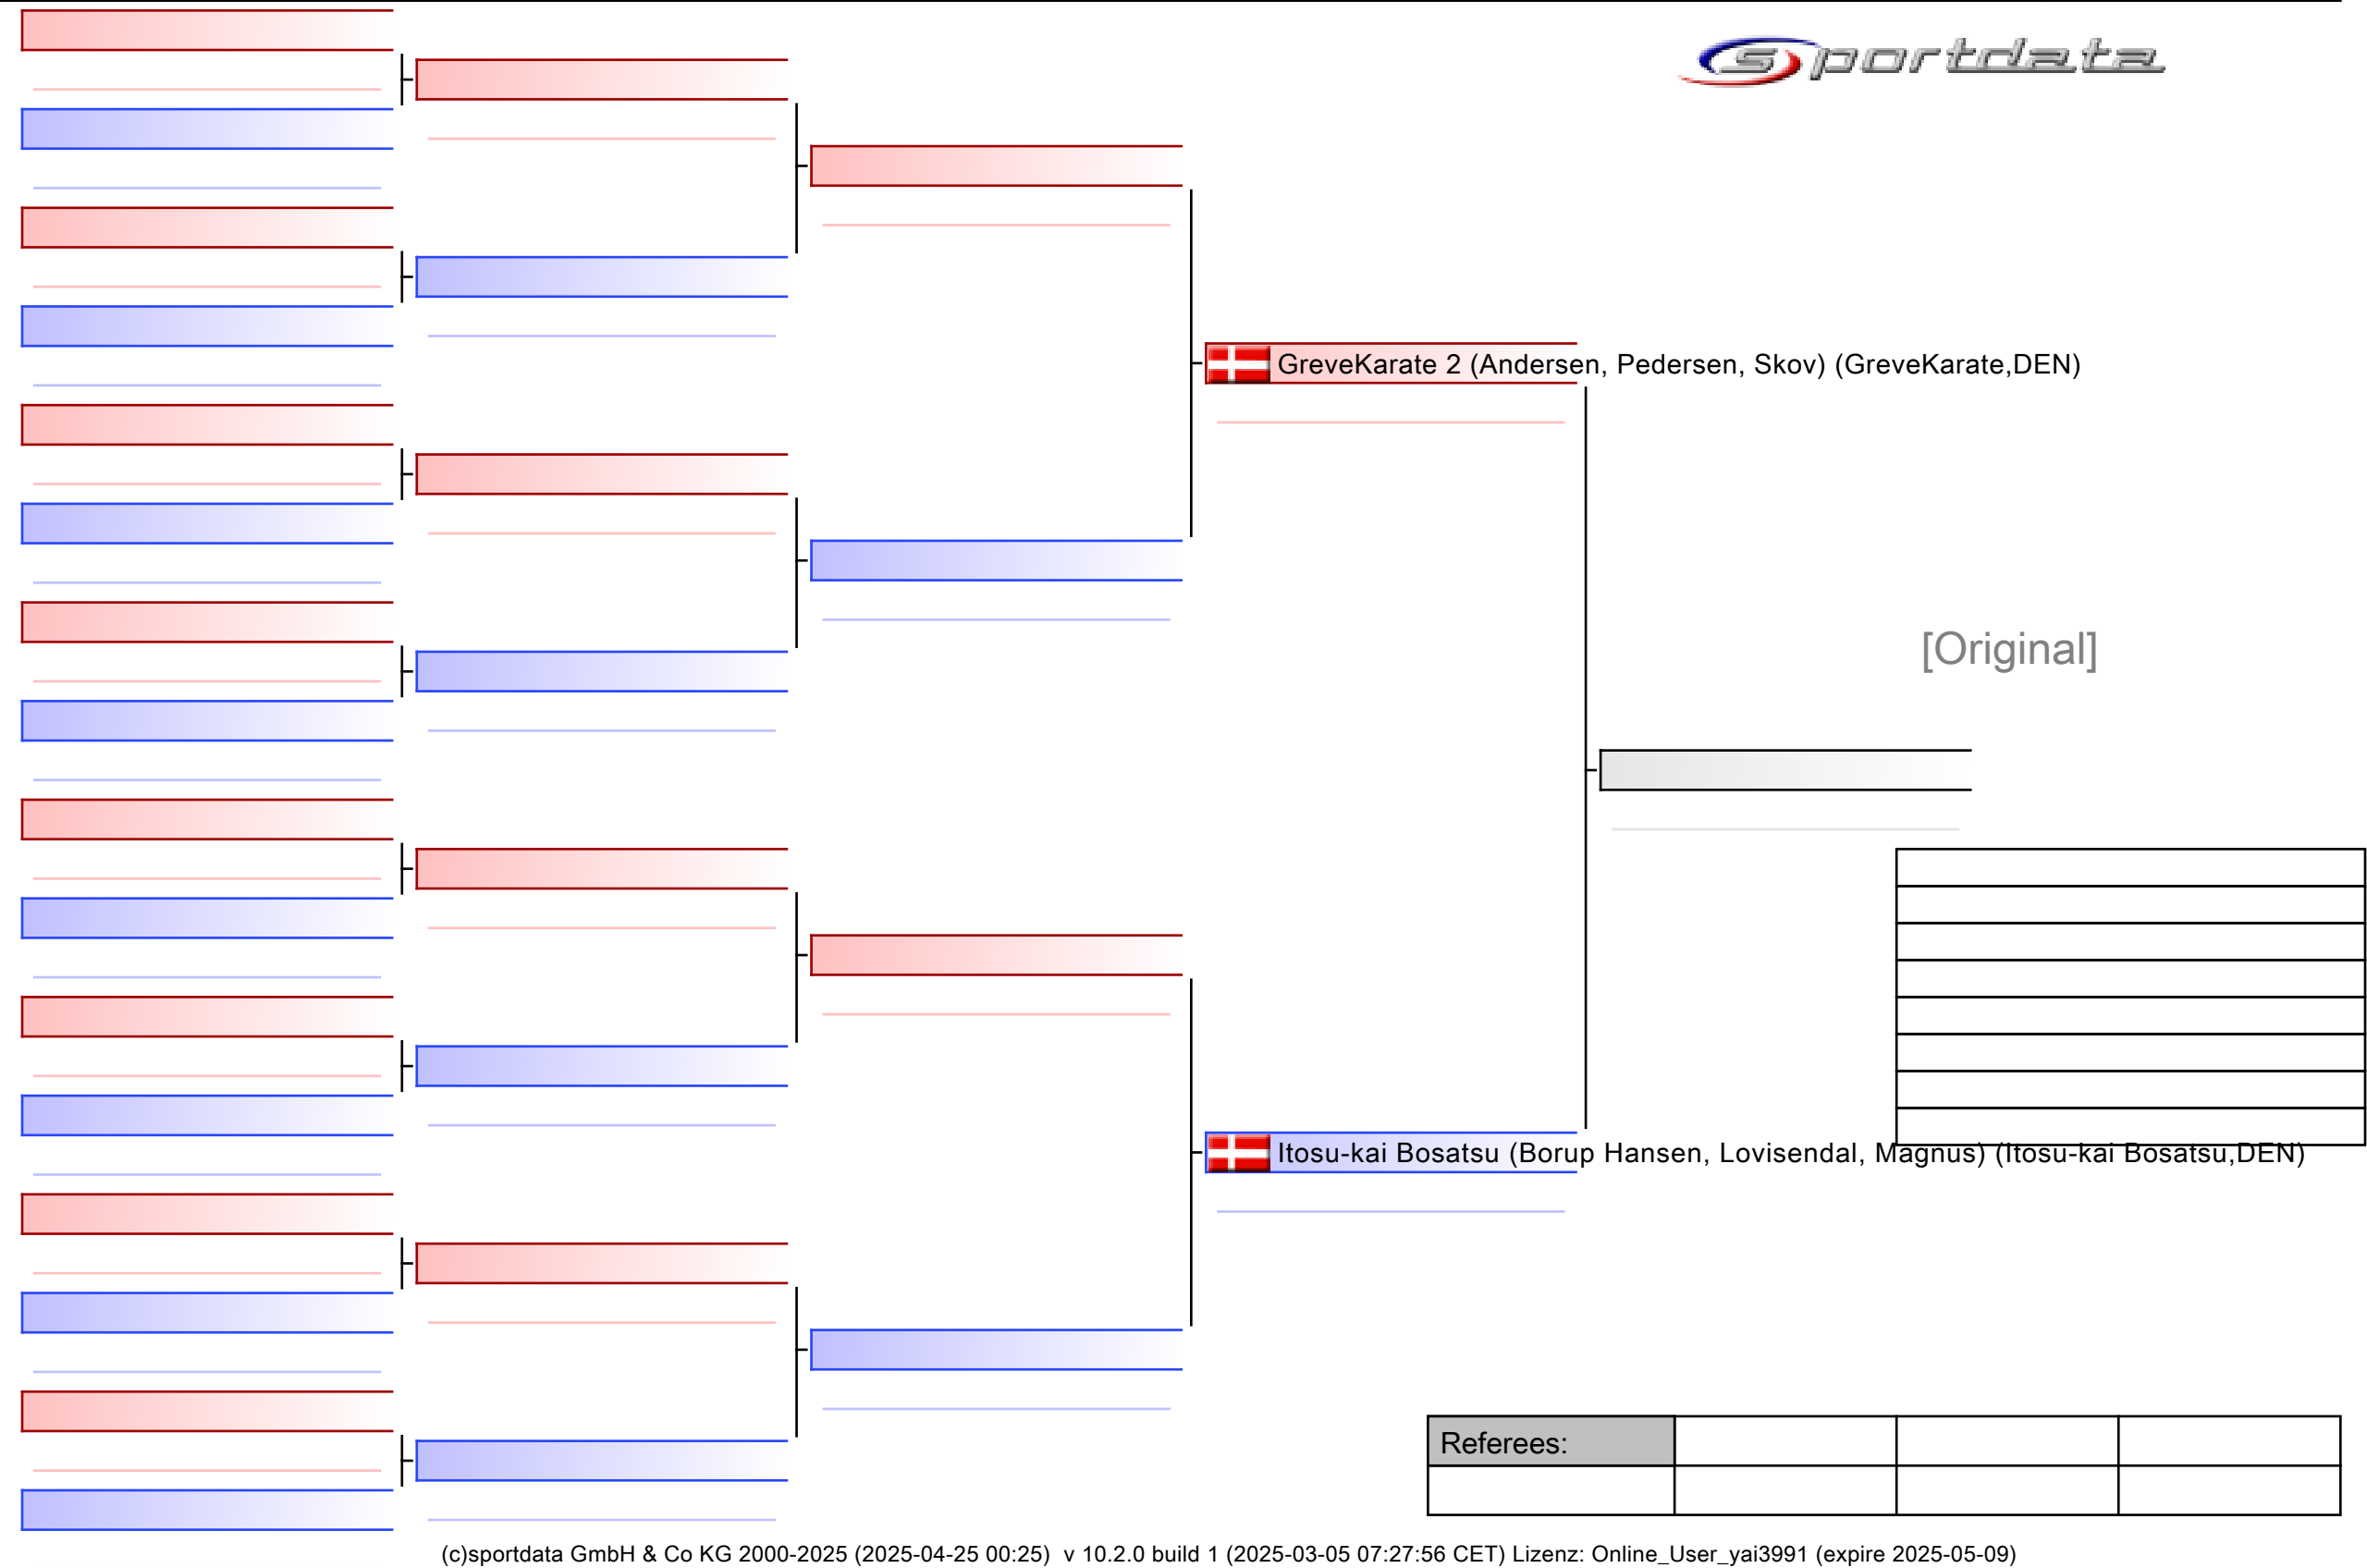 sportdata
GreveKarate 2 (Andersen, Pedersen, Skov) (GreveKarate,DEN)
[Original]
Itosu-kai Bosatsu (Borup Hansen, Lovisendal, Magnus) (Itosu-kai Bosatsu,DEN)
Referees:
(c)sportdata GmbH & Co KG 2000-2025 (2025-04-25 00:25)  v 10.2.0 build 1 (2025-03-05 07:27:56 CET) Lizenz: Online_User_yai3991 (expire 2025-05-09)